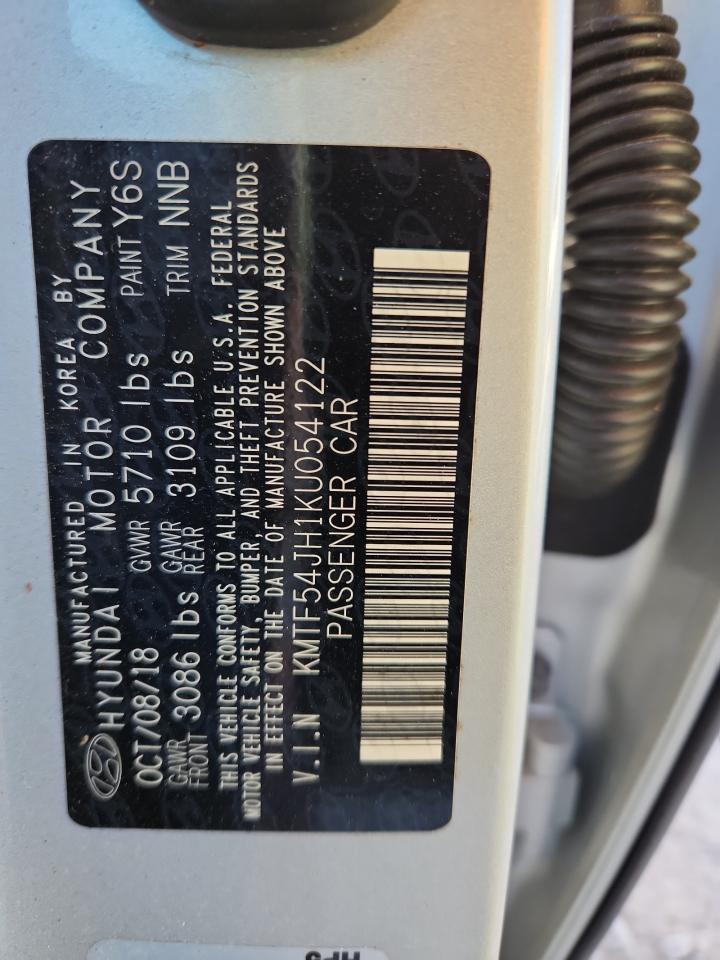 MANUFACTURED IN KOREA BY
HYUNDAI MOTOR COMPANY
OCT/08/18 GVWR 5710 lbs PAINT Y6S
GAWR FRONT 3086 lbs GAWR REAR 3109 lbs TRIM NNB
THIS VEHICLE CONFORMS TO ALL APPLICABLE U.S.A. FEDERAL
MOTOR VEHICLE SAFETY, BUMPER, AND THEFT PREVENTION STANDARDS
IN EFFECT ON THE DATE OF MANUFACTURE SHOWN ABOVE
V.I.N KMTF54JH1KU054122
PASSENGER CAR